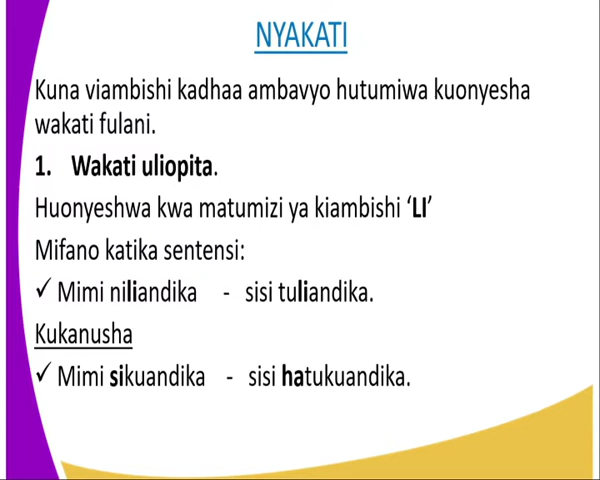 NYAKATI
Kuna viambishi kadhaa ambavyo hutumiwa kuonyesha
wakati fulani.
1. Wakati uliopita.
Huonyeshwa kwa matumizi ya kiambishi ‘LI’
Mifano katika sentensi:
✓ Mimi niliandika - sisi tuliandika.
Kukanusha
✓ Mimi sikuandika - sisi hatukuandika.